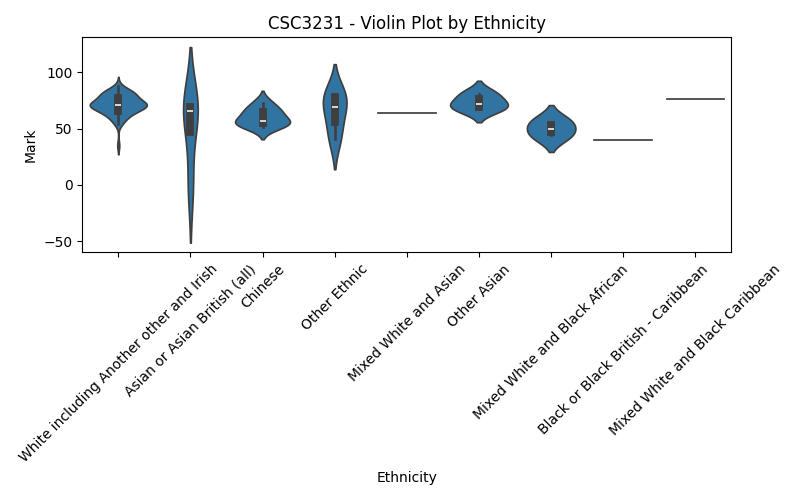 CSC3231 - Violin Plot by Ethnicity
Mark
100
50
0
−50
White including Another other and Irish
Asian or Asian British (all)
Chinese
Other Ethnic
Mixed White and Asian
Other Asian
Mixed White and Black African
Black or Black British - Caribbean
Mixed White and Black Caribbean
Ethnicity